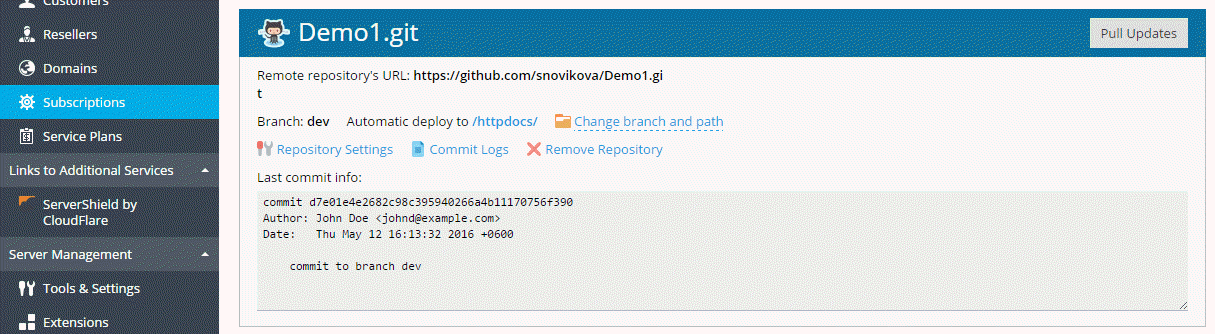 Customers
Resellers
Domains
Subscriptions
Service Plans
Links to Additional Services
ServerShield by
CloudFlare
Server Management
Tools & Settings
Extensions
Demo1.git
Pull Updates
Remote repository's URL: https://github.com/snovikova/Demo1.gi
t
Branch: dev Automatic deploy to /httpdocs/ Change branch and path
Repository Settings Commit Logs Remove Repository
Last commit info:
commit d7e01e4e2682c98c395940266a4b11170756f390
Author: John Doe <johnd@example.com>
Date: Thu May 12 16:13:32 2016 +0600
commit to branch dev